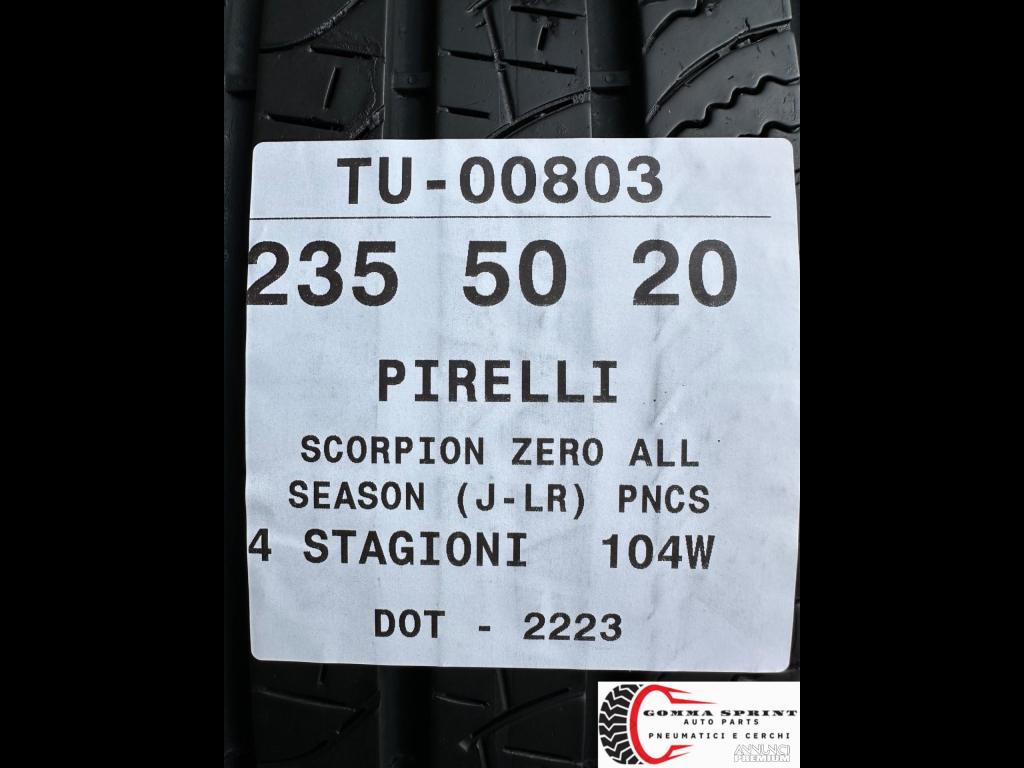 TU-00803
235 50 20
PIRELLI
SCORPION ZERO ALL
SEASON (J-LR) PNCS
4 STAGIONI 104W
DOT - 2223
GOMMA SPRINT
AUTO PARTS
PNEUMATICI E CERCHI
ANNUNCI
PREMIUM